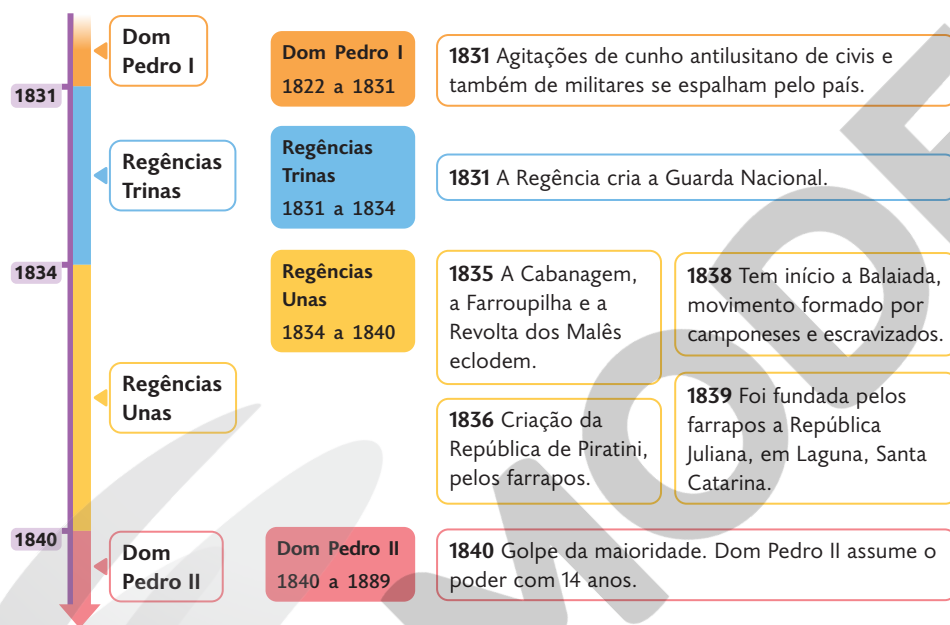 Dom
Pedro I
Dom Pedro I
1822 a 1831
1831 Agitações de cunho antilusitano de civis e
também de militares se espalham pelo país.
1831
Regências
Trinas
Regências
Trinas
1831 a 1834
1831 A Regência cria a Guarda Nacional.
1834
Regências
Unas
1834 a 1840
1835 A Cabanagem,
a Farroupilha e a
Revolta dos Malês
eclodem.
1838 Tem início a Balaiada,
movimento formado por
camponeses e escravizados.
Regências
Unas
1836 Criação da
República de Piratini,
pelos farrapos.
1839 Foi fundada pelos
farrapos a República
Juliana, em Laguna, Santa
Catarina.
1840
Dom
Pedro II
Dom Pedro II
1840 a 1889
1840 Golpe da maioridade. Dom Pedro II assume o
poder com 14 anos.
MODE